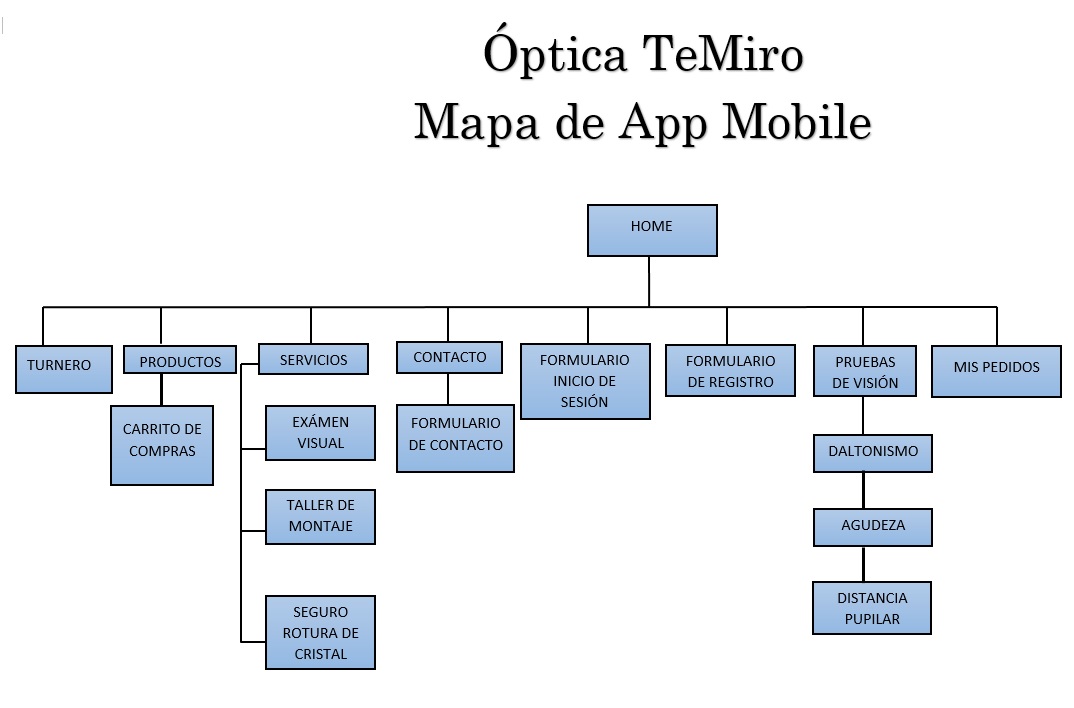 Óptica TeMiro
Mapa de App Mobile
HOME
TURNERO
PRODUCTOS
CARRITO DE
COMPRAS
SERVICIOS
EXÁMEN
VISUAL
TALLER DE
MONTAJE
SEGURO
ROTURA DE
CRISTAL
CONTACTO
FORMULARIO
DE CONTACTO
FORMULARIO
INICIO DE
SESIÓN
FORMULARIO
DE REGISTRO
PRUEBAS
DE VISIÓN
DALTONISMO
AGUDEZA
DISTANCIA
PUPILAR
MIS PEDIDOS